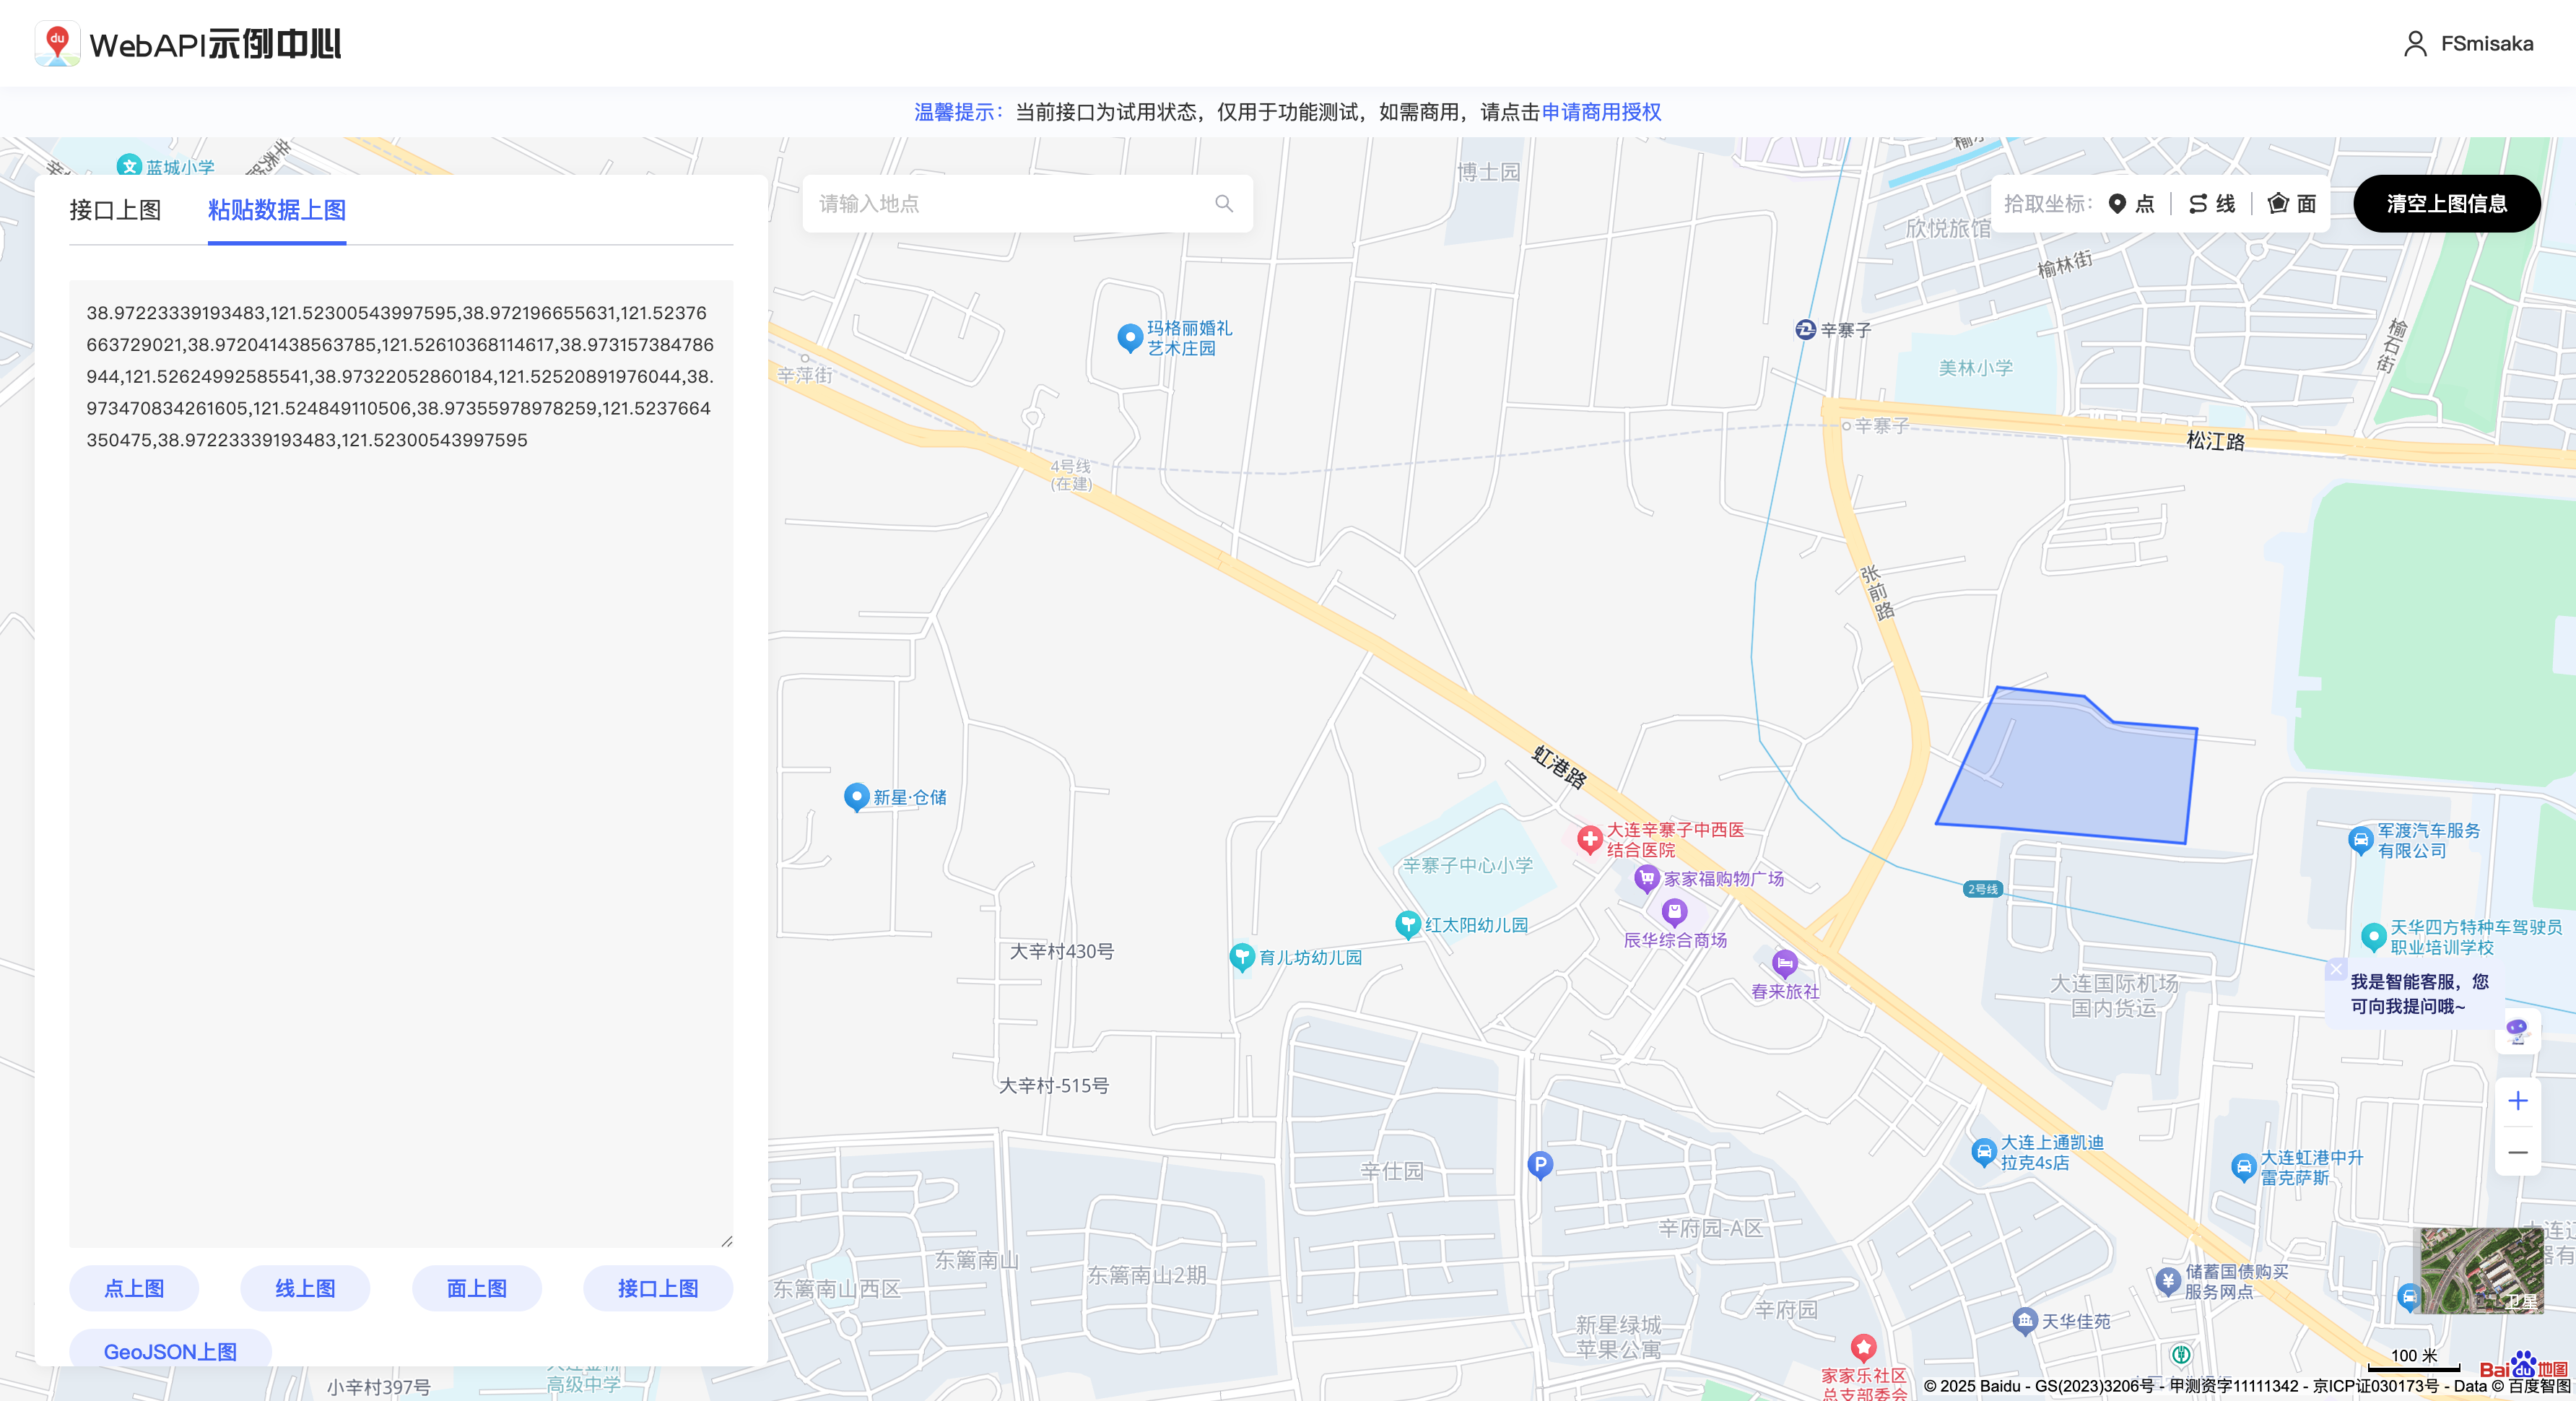 du WebAPI示例中心
FSmisaka
温馨提示：当前接口为试用状态，仅用于功能测试，如需商用，请点击申请商用授权
接口上图 粘贴数据上图
38.97223339193483,121.52300543997595,38.972196655631,121.52376
663729021,38.972041438563785,121.52610368114617,38.973157384786
944,121.52624992585541,38.97322052860184,121.52520891976044,38.
973470834261605,121.524849110506,38.97355978978259,121.5237664
350475,38.97223339193483,121.52300543997595
点上图 线上图 面上图 接口上图
GeoJSON上图
请输入地点
拾取坐标： 点 线 面
清空上图信息
蓝城小学
博士园
欣悦旅馆
榆林街
榆石街
玛格丽婚礼
艺术庄园
辛寨子
美林小学
辛萍街
辛寨子
松江路
4号线
(在建)
张前路
虹港路
新星·仓储
大连辛寨子中西医
结合医院
辛寨子中心小学
家家福购物广场
辰华综合商场
红太阳幼儿园
育儿坊幼儿园
春来旅社
大辛村430号
大辛村-515号
2号线
军渡汽车服务
有限公司
天华四方特种车驾驶员
职业培训学校
大连国际机场
国内货运
我是智能客服，您
可向我提问哦~
大连上通凯迪
拉克4s店
大连虹港中升
雷克萨斯
辛仕园
P
辛府园-A区
东篱南山
东篱南山西区
东篱南山2期
辛府园
新星绿城
苹果公寓
储蓄国债购买
服务网点
天华佳苑
卫星
家家乐社区
总支部委会
小辛村397号
高级中学
100 米
Bai du 地图
© 2025 Baidu - GS(2023)3206号 - 甲测资字11111342 - 京ICP证030173号 - Data © 百度智图